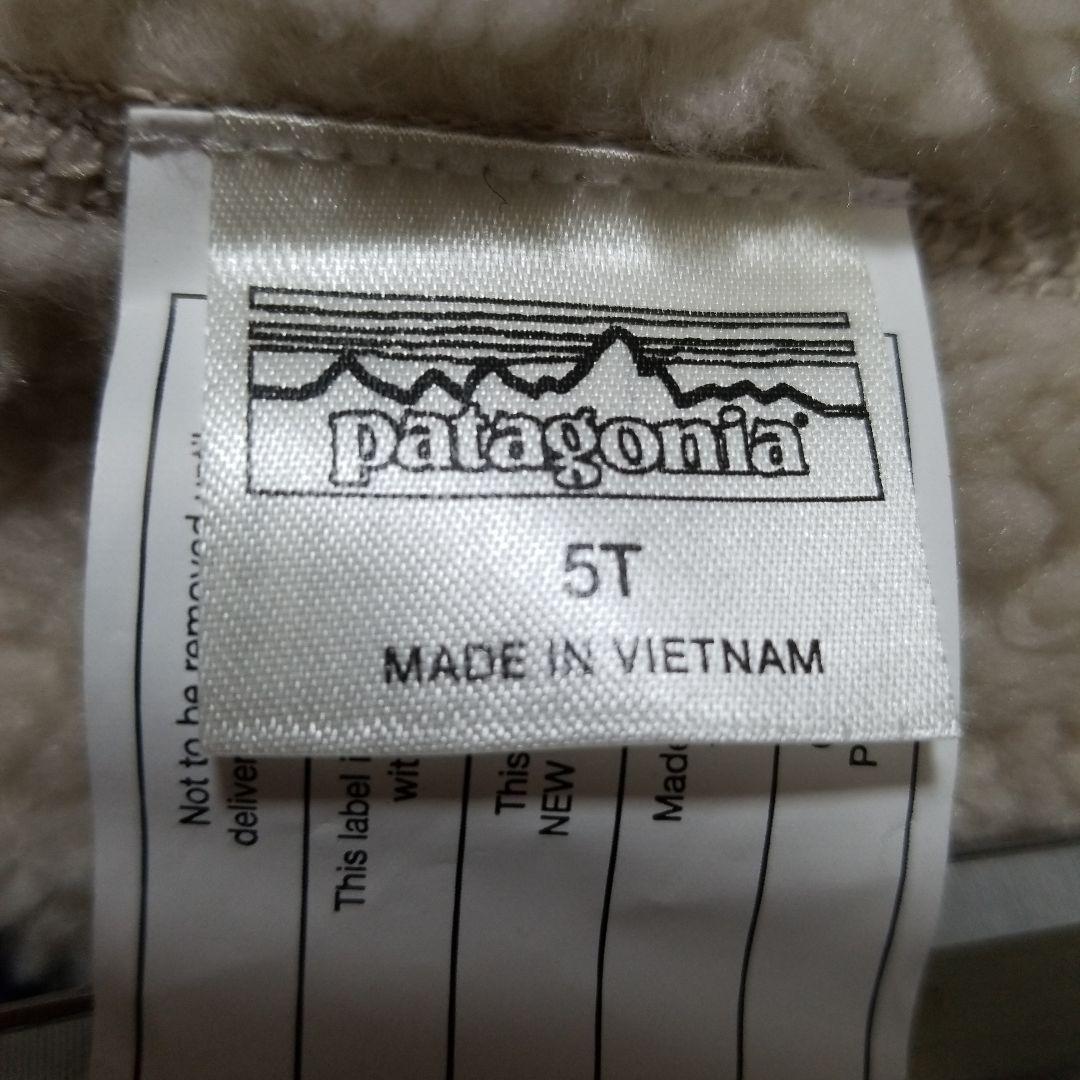 patagonia
5T
MADE IN VIETNAM
Not to be removed
deliver
This label
wit
This
NEW
Made
P